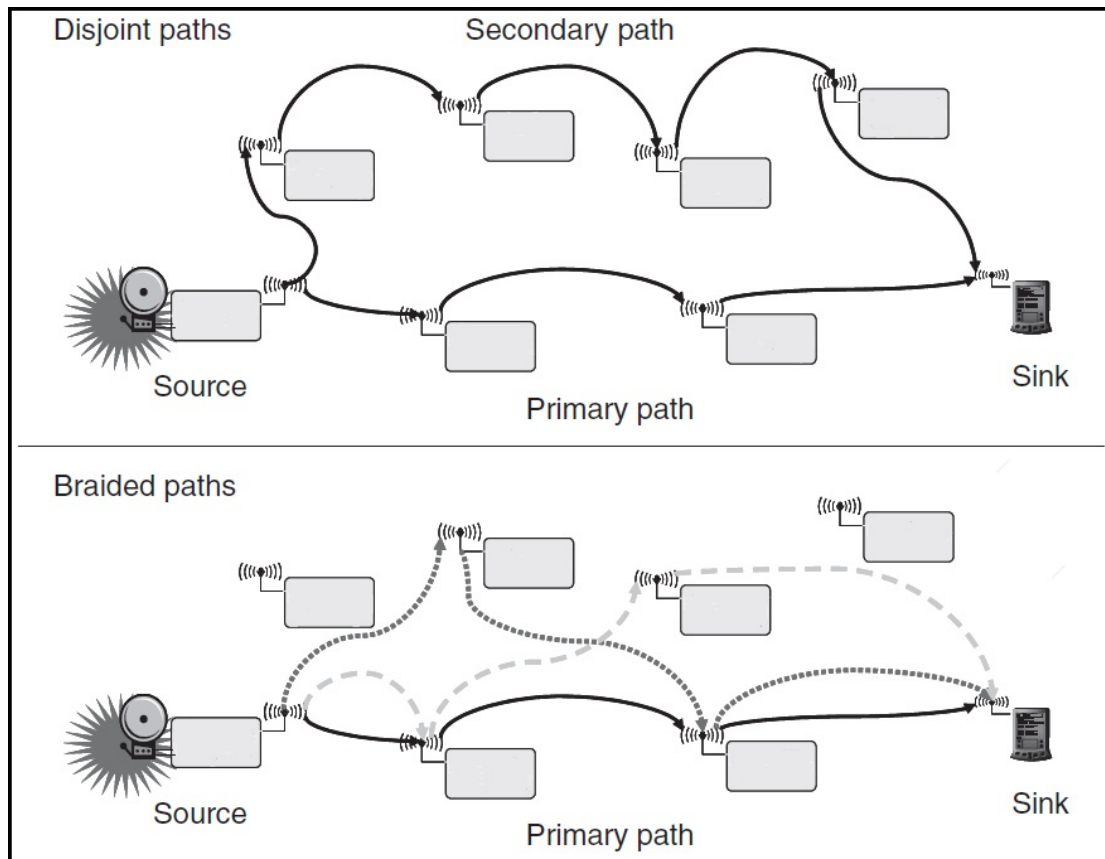 Disjoint paths
Secondary path
Source
Sink
Primary path
Braided paths
Source
Sink
Primary path